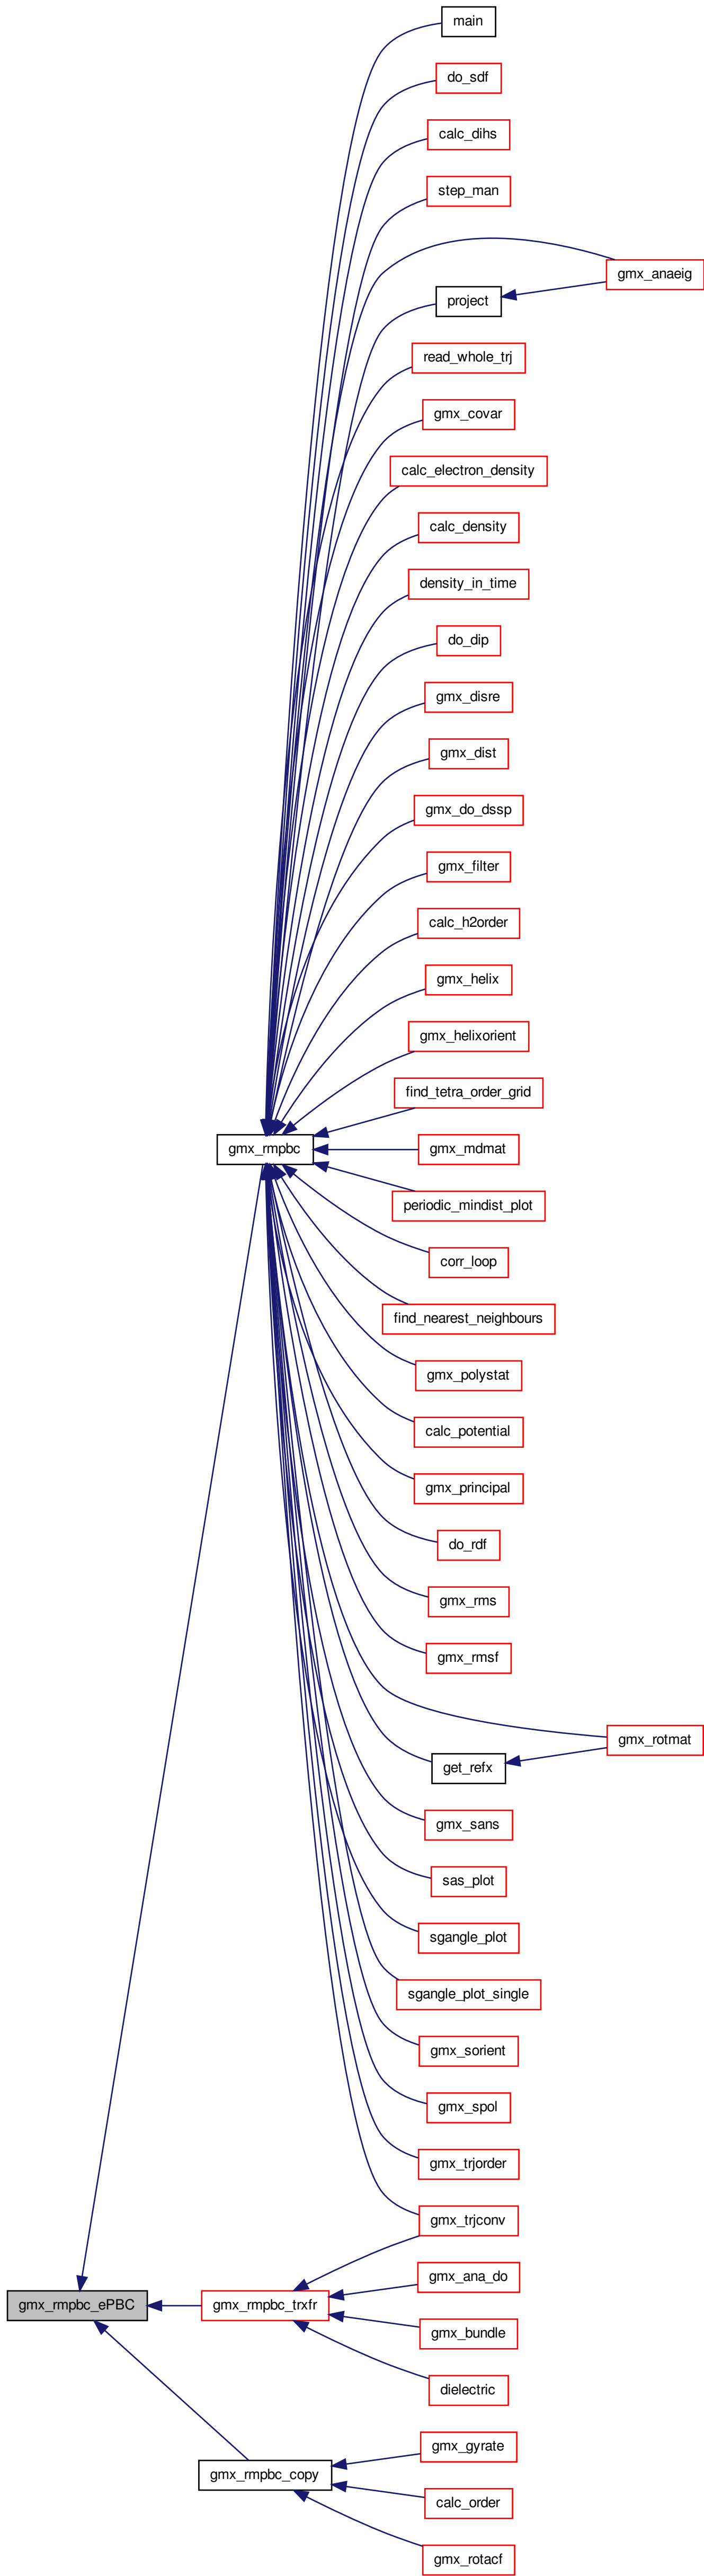 main
do_sdf
calc_dihs
step_man
gmx_anaeig
project
read_whole_trj
gmx_covar
calc_electron_density
calc_density
density_in_time
do_dip
gmx_disre
gmx_dist
gmx_do_dssp
gmx_filter
calc_h2order
gmx_helix
gmx_helixorient
find_tetra_order_grid
gmx_rmpbc
gmx_mdmat
periodic_mindist_plot
corr_loop
find_nearest_neighbours
gmx_polystat
calc_potential
gmx_principal
do_rdf
gmx_rms
gmx_rmsf
gmx_rotmat
get_refx
gmx_sans
sas_plot
sgangle_plot
sgangle_plot_single
gmx_sorient
gmx_spol
gmx_trjorder
gmx_trjconv
gmx_ana_do
gmx_rmpbc_ePBC
gmx_rmpbc_trxfr
gmx_bundle
dielectric
gmx_gyrate
gmx_rmpbc_copy
calc_order
gmx_rotacf